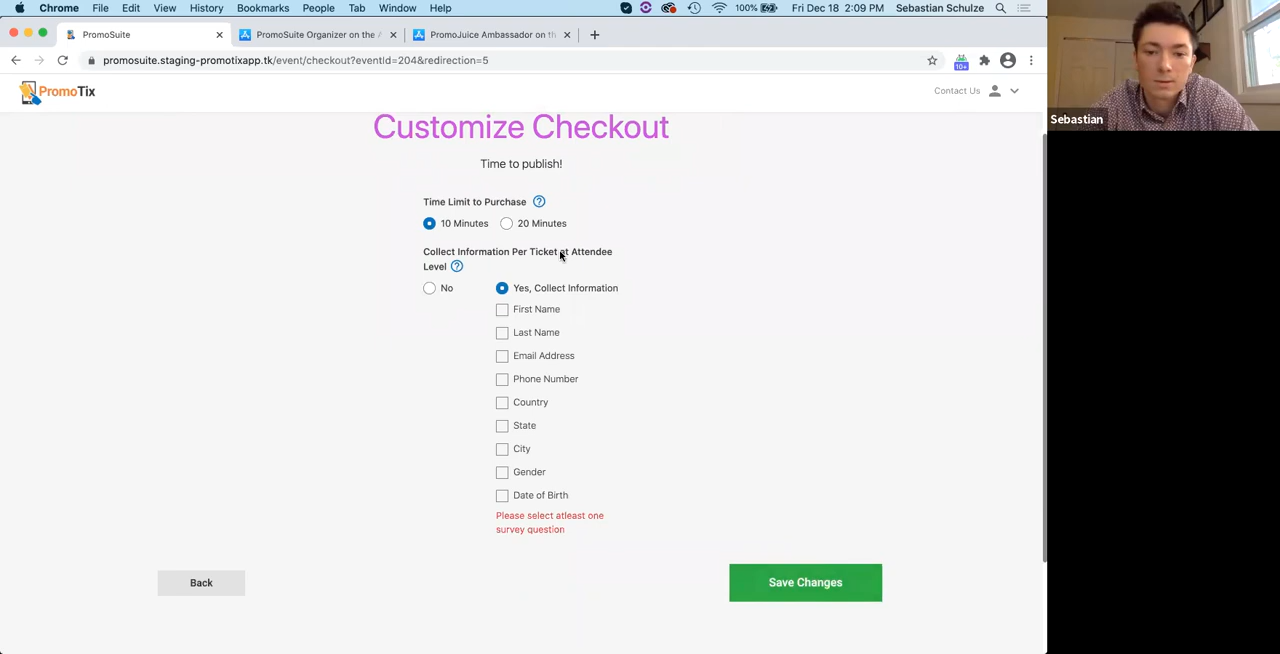 Chrome File Edit View History Bookmarks People Tab Window Help 100% Fri Dec 18 2:09 PM Sebastian Schulze
PromoSuite PromoSuite Organizer on the A PromoJuice Ambassador on th
promosuite.staging-promotixapp.tk/event/checkout?eventId=204&redirection=5 10+
PromoTix Contact Us
Sebastian
Customize Checkout
Time to publish!
Time Limit to Purchase ?
10 Minutes 20 Minutes
Collect Information Per Ticket at Attendee
Level ?
No Yes, Collect Information
First Name
Last Name
Email Address
Phone Number
Country
State
City
Gender
Date of Birth
Please select atleast one
survey question
Back Save Changes